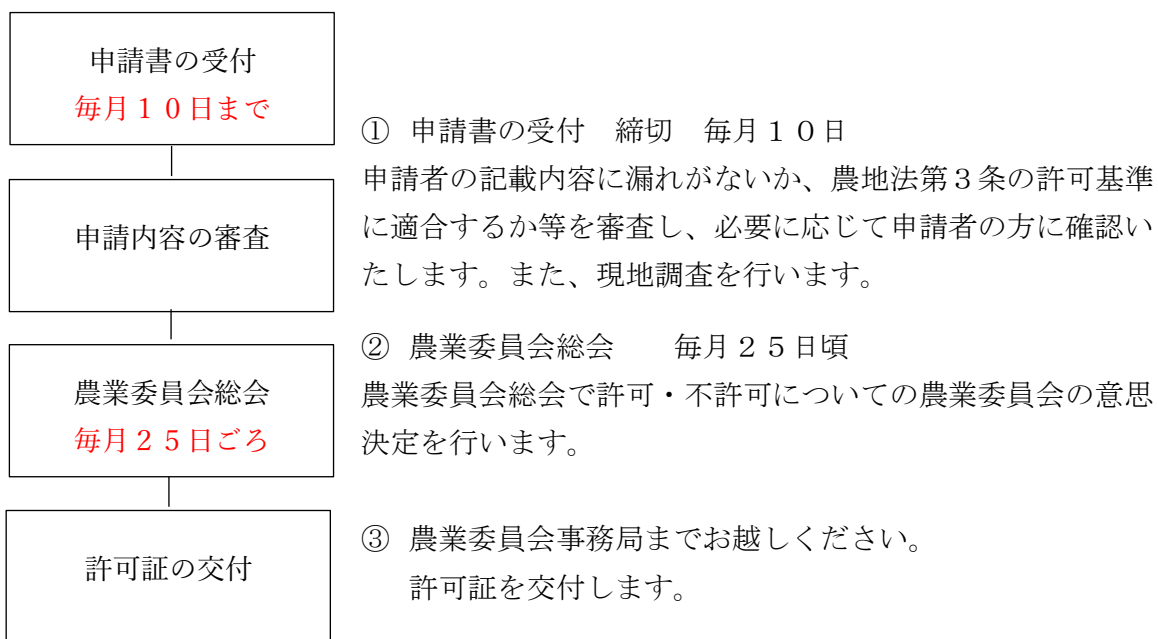 申請書の受付
毎月１０日まで
① 申請書の受付　締切　毎月１０日
申請者の記載内容に漏れがないか、農地法第３条の許可基準
に適合するか等を審査し、必要に応じて申請者の方に確認い
たします。また、現地調査を行います。
申請内容の審査
② 農業委員会総会　　毎月２５日頃
農業委員会総会で許可・不許可についての農業委員会の意思
決定を行います。
農業委員会総会
毎月２５日ごろ
③ 農業委員会事務局までお越しください。
許可証を交付します。
許可証の交付